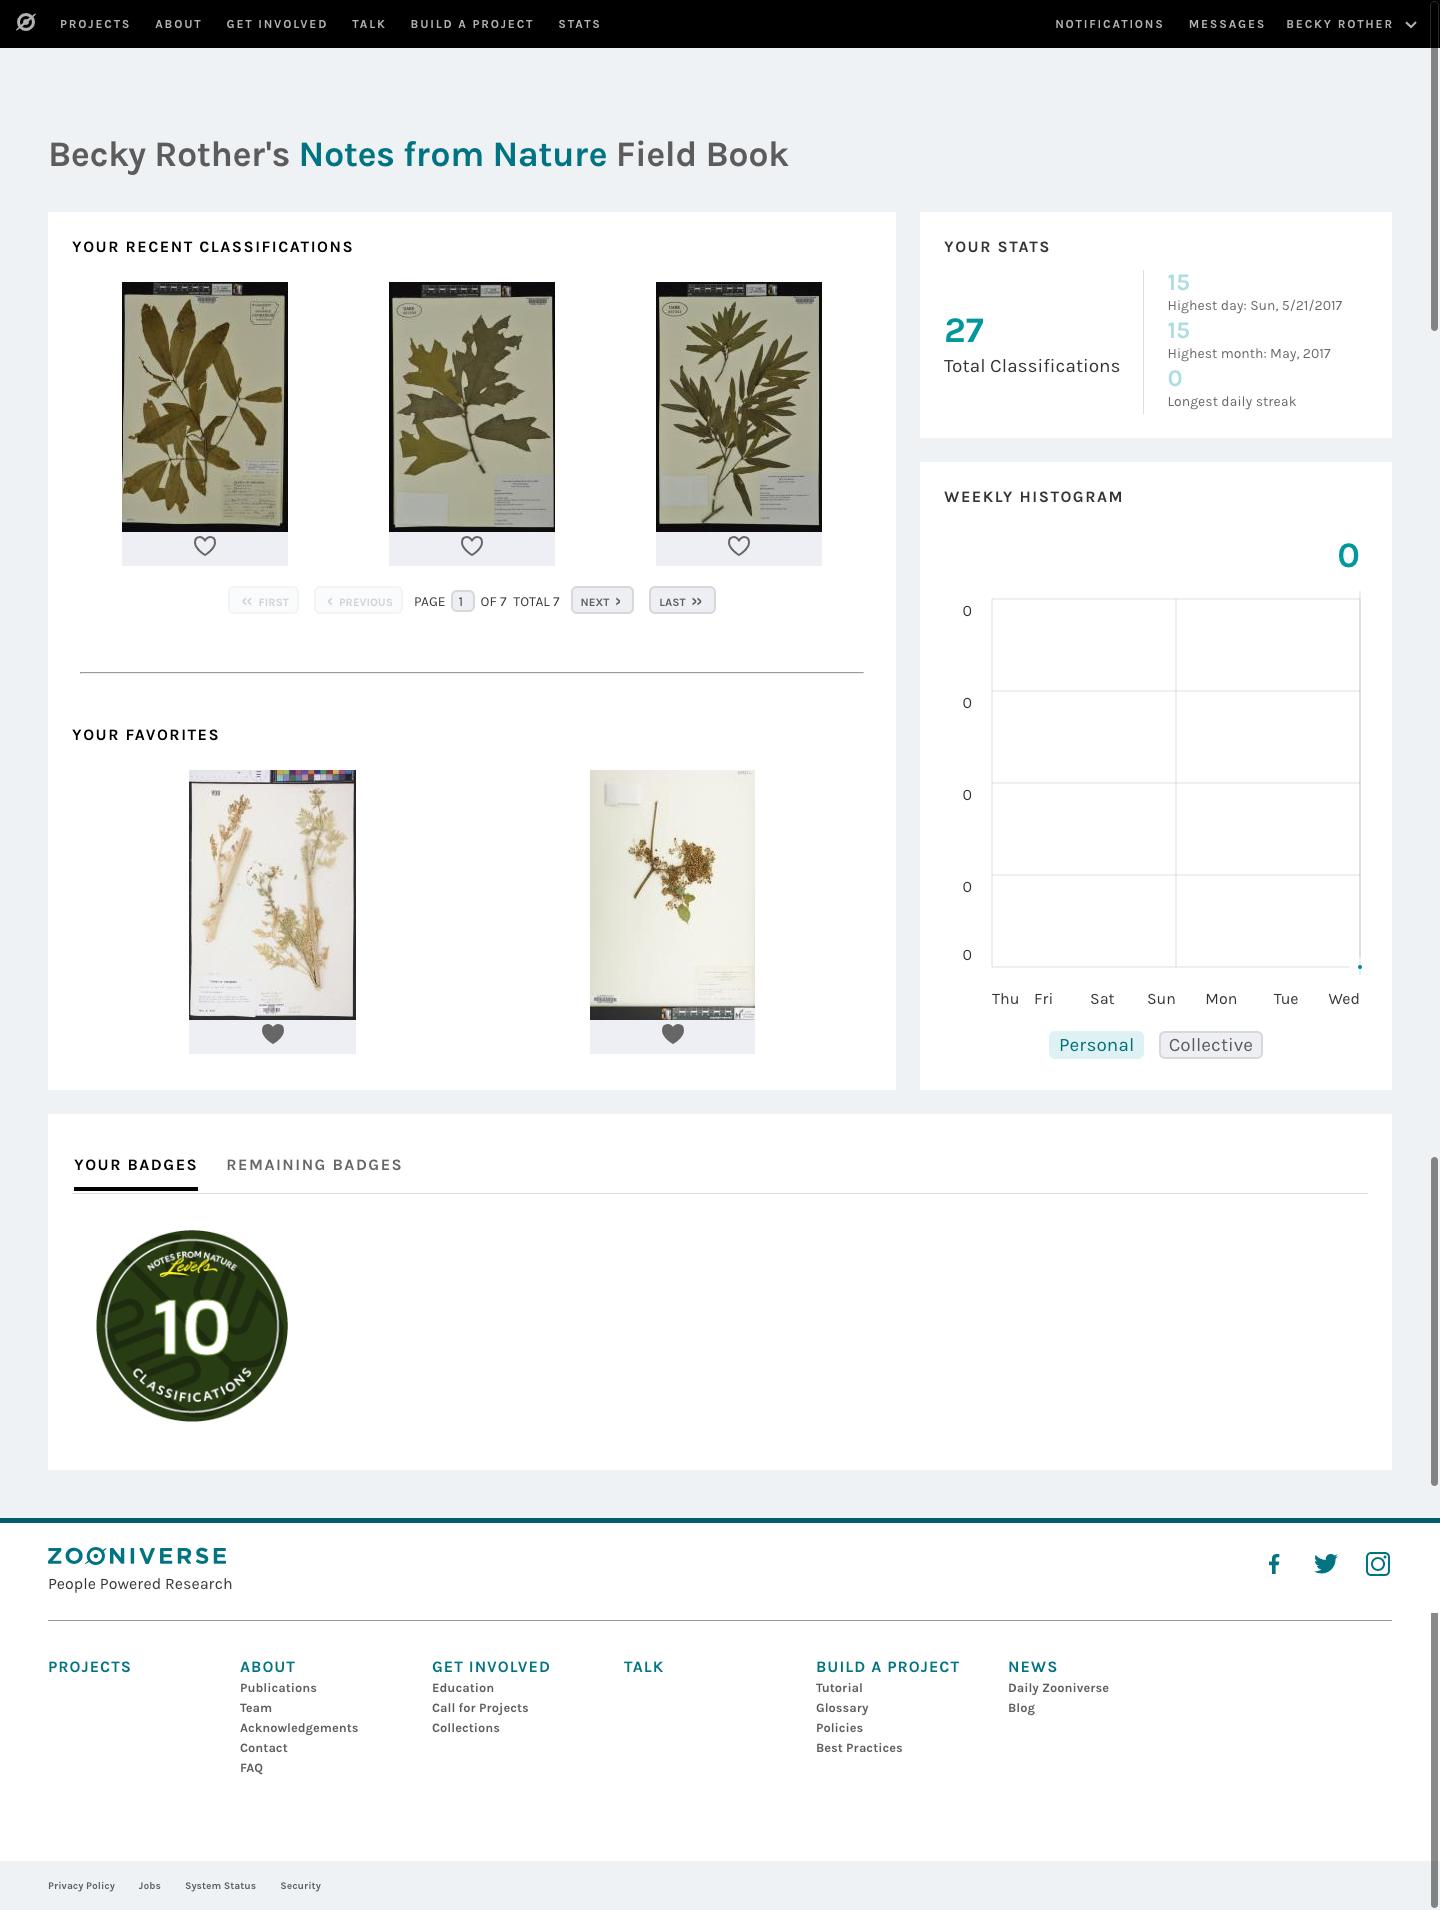 PROJECTS ABOUT GET INVOLVED TALK BUILD A PROJECT STATS NOTIFICATIONS MESSAGES BECKY ROTHER
Becky Rother's Notes from Nature Field Book
YOUR RECENT CLASSIFICATIONS
FIRST PREVIOUS PAGE 1 OF 7 TOTAL 7 NEXT LAST
YOUR FAVORITES
YOUR STATS
27
Total Classifications
15
Highest day: Sun, 5/21/2017
15
Highest month: May, 2017
0
Longest daily streak
WEEKLY HISTOGRAM
0
0
0
0
0
0
Thu Fri Sat Sun Mon Tue Wed
Personal Collective
YOUR BADGES REMAINING BADGES
NOTES FROM NATURE
Levels
10
CLASSIFICATIONS
ZOONIVERSE
People Powered Research
PROJECTS
ABOUT
Publications
Team
Acknowledgements
Contact
FAQ
GET INVOLVED
Education
Call for Projects
Collections
TALK
BUILD A PROJECT
Tutorial
Glossary
Policies
Best Practices
NEWS
Daily Zooniverse
Blog
Privacy Policy Jobs System Status Security